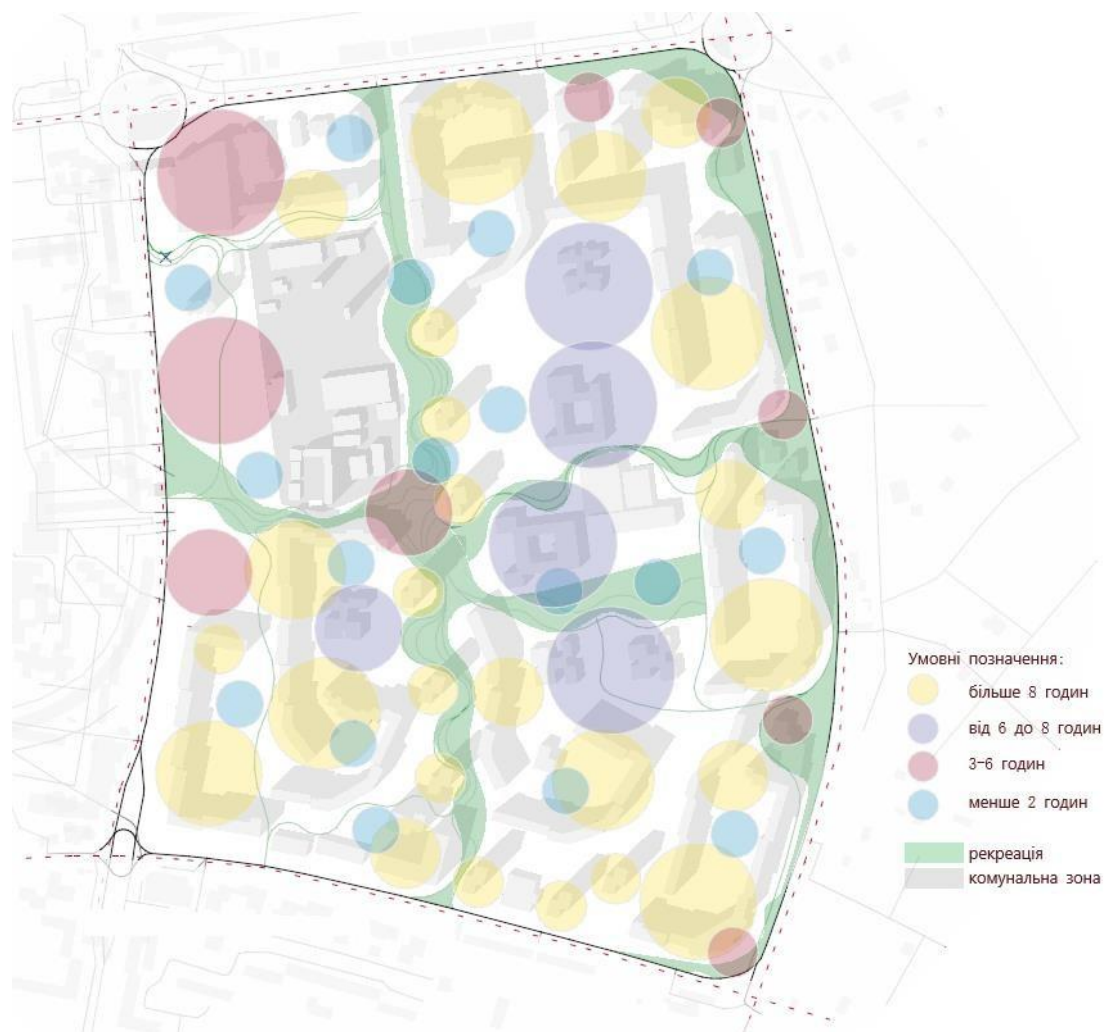 Умовні позначення:
більше 8 годин
від 6 до 8 годин
3-6 годин
менше 2 годин
рекреація
комунальна зона